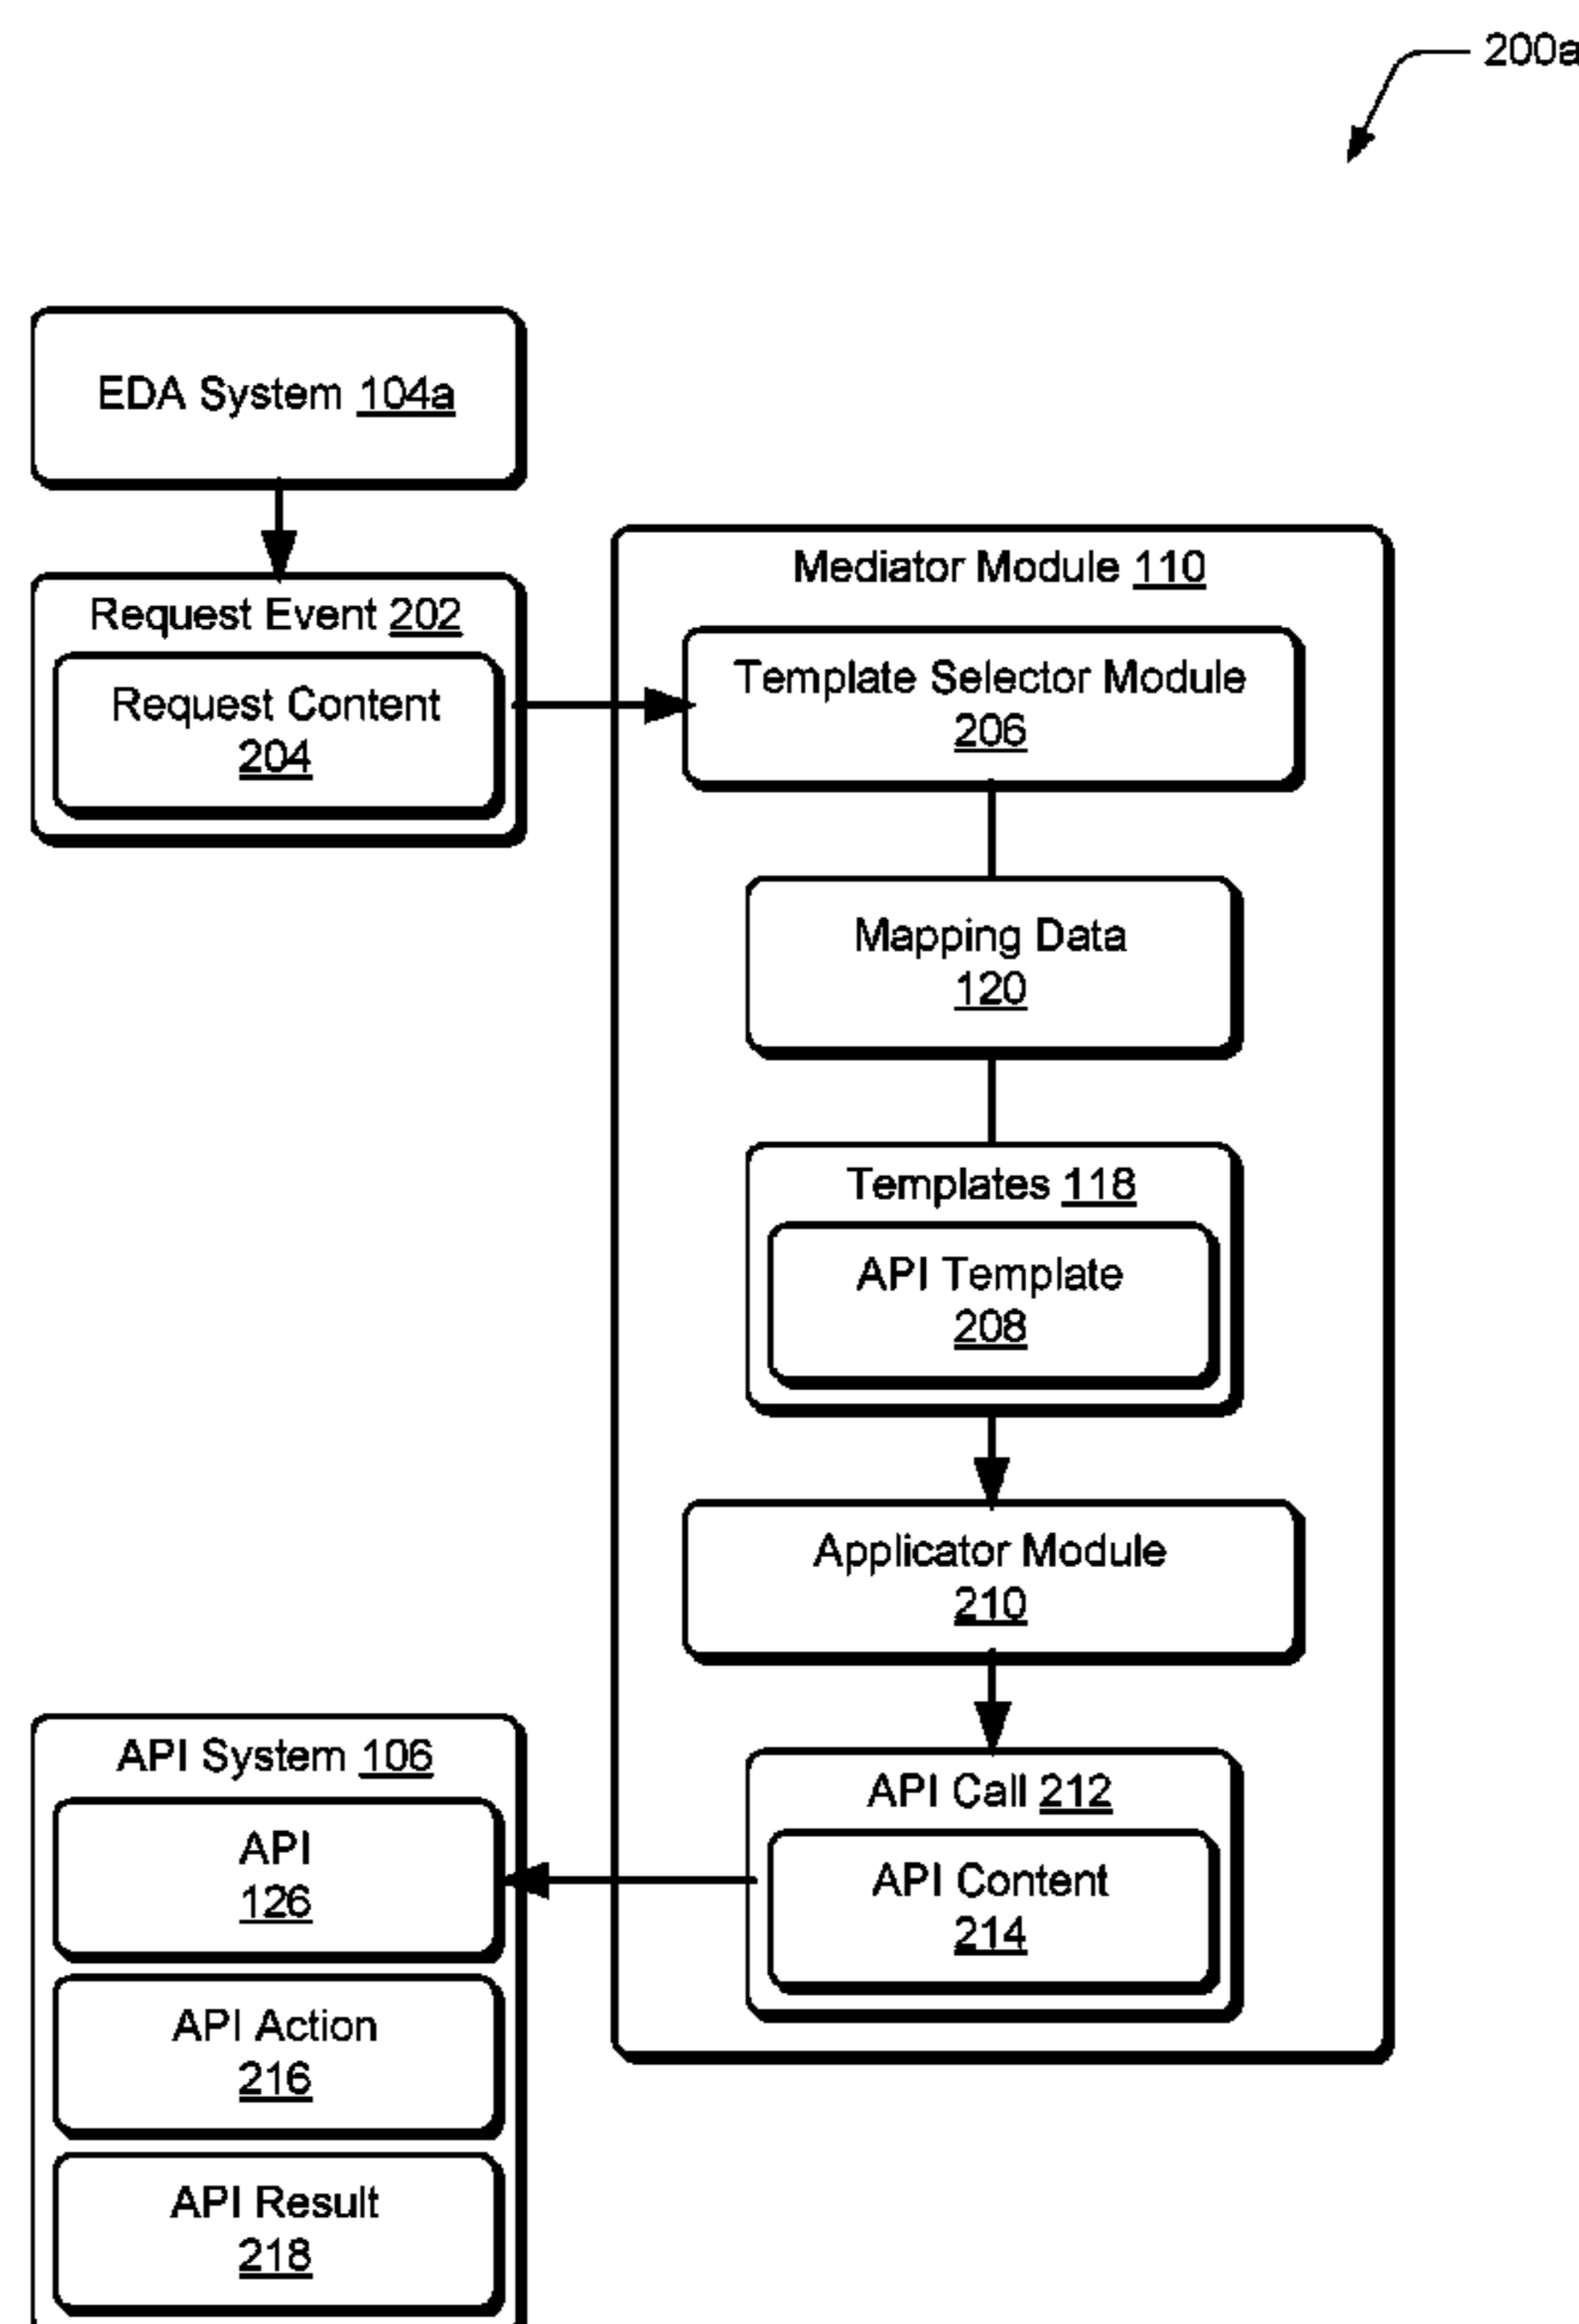 200a
EDA System 104a
Request Event 202
Request Content
204
Mediator Module 110
Template Selector Module
206
Mapping Data
120
Templates 118
API Template
208
Applicator Module
210
API Call 212
API Content
214
API System 106
API
126
API Action
216
API Result
218